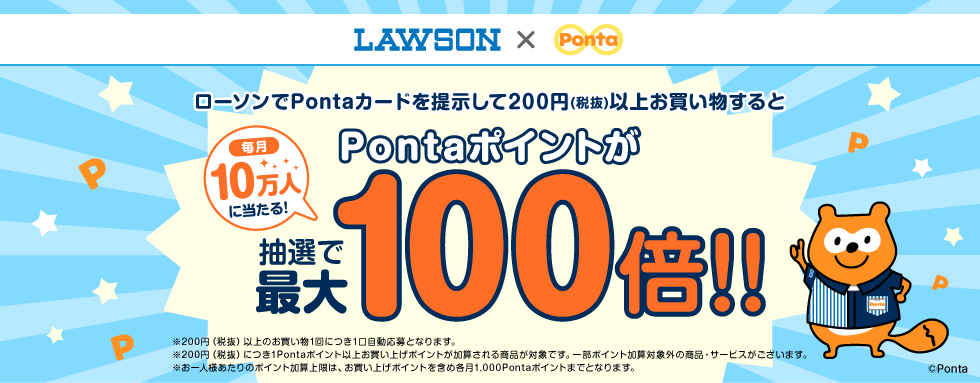 LAWSON × Ponta
ローソンでPontaカードを提示して200円(税抜)以上お買い物すると
毎月
10万人
に当たる!
Pontaポイントが
抽選で
最大
100倍!!
Ponta
※200円（税抜）以上のお買い物1回につき1口自動応募となります。
※200円（税抜）につき1Pontaポイント以上お買い上げポイントが加算される商品が対象です。一部ポイント加算対象外の商品・サービスがございます。
※お一人様あたりのポイント加算上限は、お買い上げポイントを含め各月1,000Pontaポイントまでとなります。
©Ponta
P
P
P
P